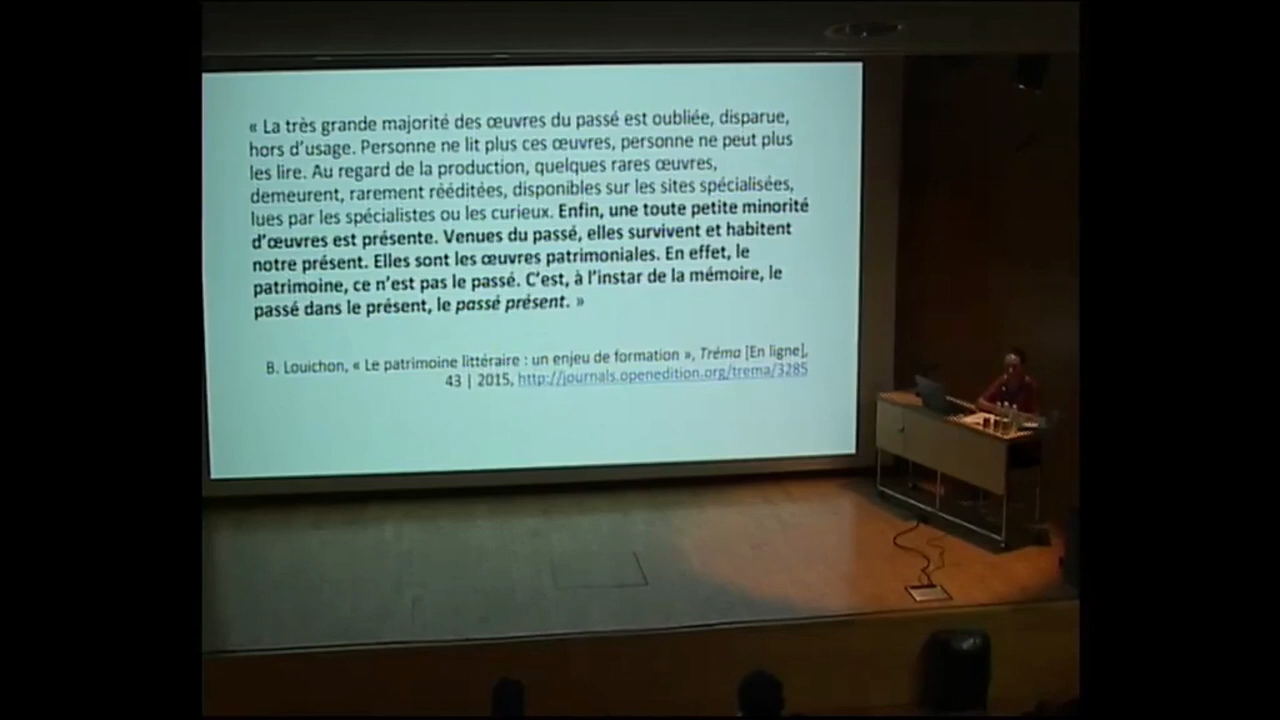 « La très grande majorité des œuvres du passé est oubliée, disparue,
hors d'usage. Personne ne lit plus ces œuvres, personne ne peut plus
les lire. Au regard de la production, quelques rares œuvres,
demeurent, rarement rééditées, disponibles sur les sites spécialisées,
lues par les spécialistes ou les curieux. Enfin, une toute petite minorité
d'œuvres est présente. Venues du passé, elles survivent et habitent
notre présent. Elles sont les œuvres patrimoniales. En effet, le
patrimoine, ce n'est pas le passé. C'est, à l'instar de la mémoire, le
passé dans le présent, le passé présent. »
B. Louichon, « Le patrimoine littéraire : un enjeu de formation », Tréma [En ligne],
43 | 2015, http://journals.openedition.org/trema/3285